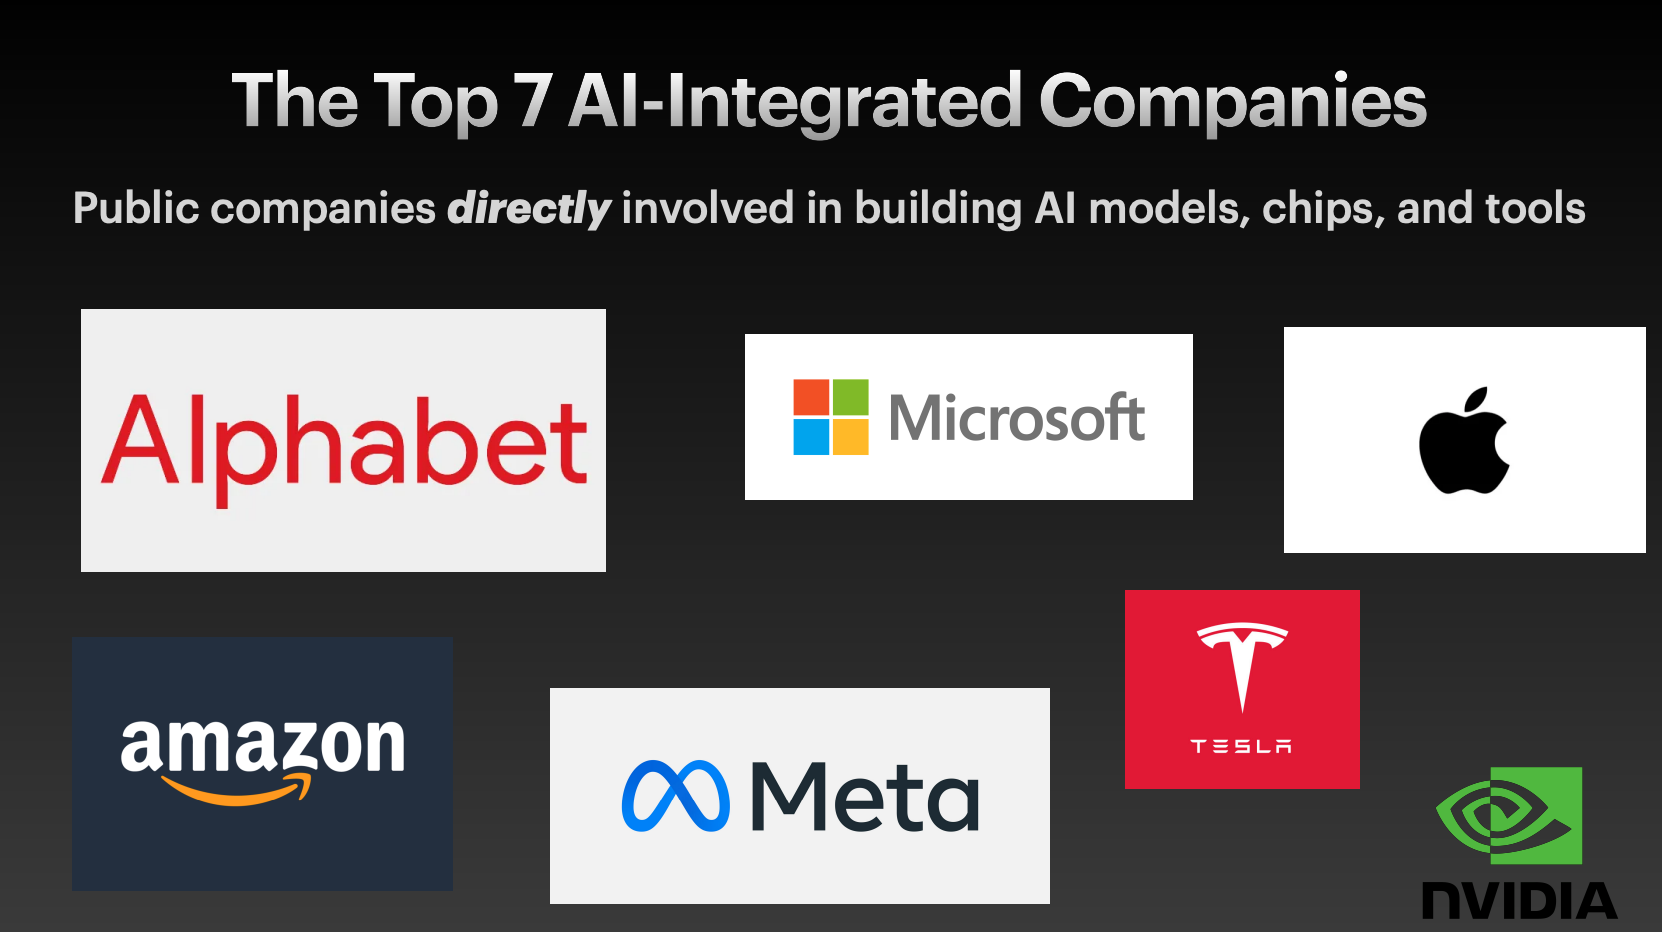 The Top 7 AI-Integrated Companies
Public companies directly involved in building AI models, chips, and tools
Alphabet
Microsoft
amazon
Meta
TESLA
NVIDIA